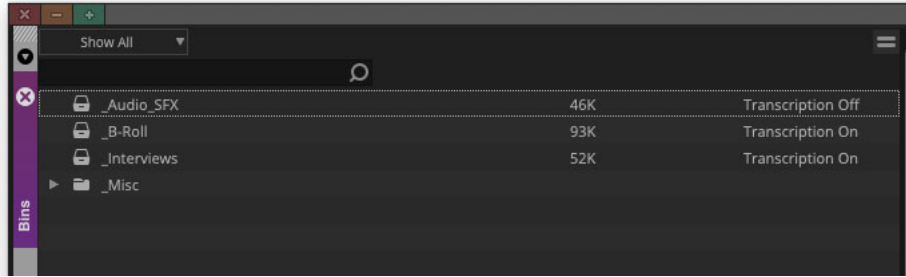 Show All
_Audio_SFX 46K Transcription Off
_B-Roll 93K Transcription On
_Interviews 52K Transcription On
_Misc
Bins